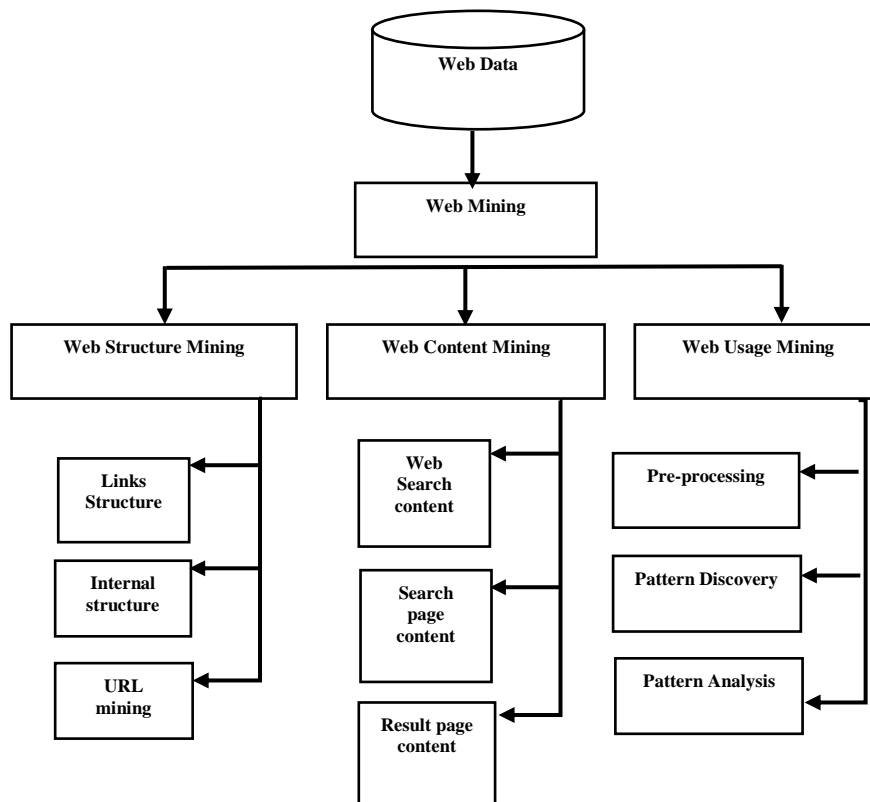 Web Data
Web Mining
Web Structure Mining
Web Content Mining
Web Usage Mining
Links
Structure
Internal
structure
URL
mining
Web
Search
content
Search
page
content
Result page
content
Pre-processing
Pattern Discovery
Pattern Analysis